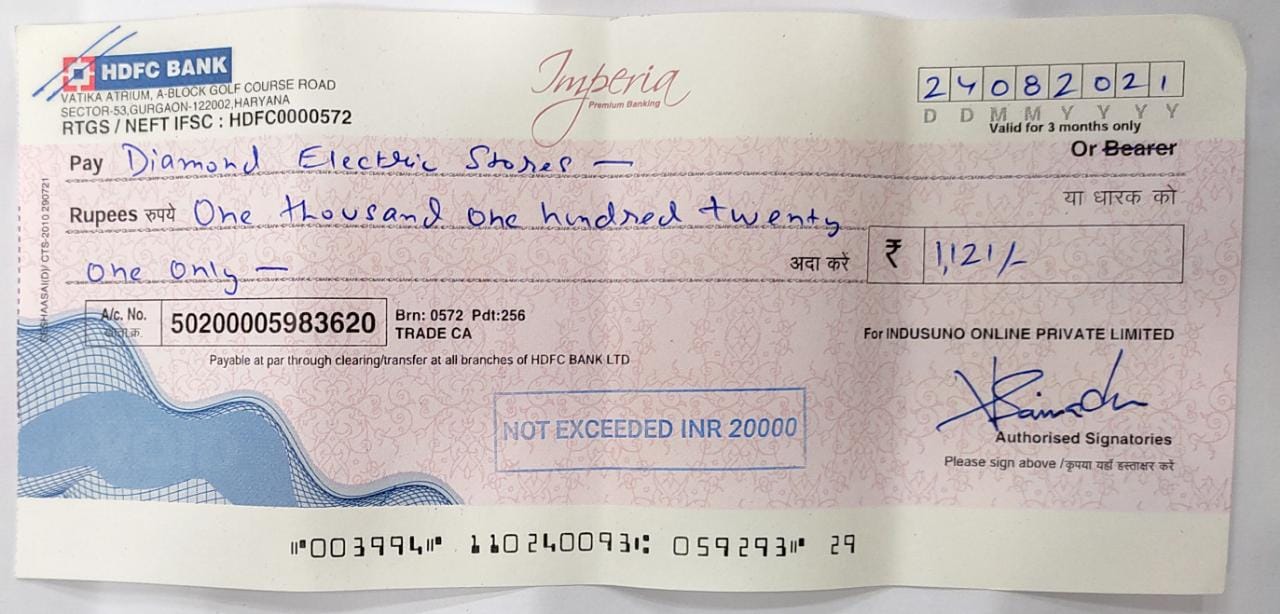 HDFC BANK
VATIKA ATRIUM, A-BLOCK GOLF COURSE ROAD
SECTOR-53,GURGAON-122002,HARYANA
RTGS / NEFT IFSC : HDFC0000572
Imperia
Premium Banking
2 4 0 8 2 0 2 1
D D M M Y Y Y Y
Valid for 3 months only
Pay Diamond Electric Stores —
Or Bearer
या धारक को
Rupees रुपये One thousand one hundred twenty
one only — अदा करें ₹ 1,121/-
CTS-2010 290721
A/c. No. 50200005983620 Brn: 0572 Pdt:256
TRADE CA
Payable at par through clearing/transfer at all branches of HDFC BANK LTD
For INDUSUNO ONLINE PRIVATE LIMITED
NOT EXCEEDED INR 20000
Authorised Signatories
Please sign above /कृपया यहाँ हस्ताक्षर करें
⑈003994⑈ 110240093⑆ 059293⑈ 29